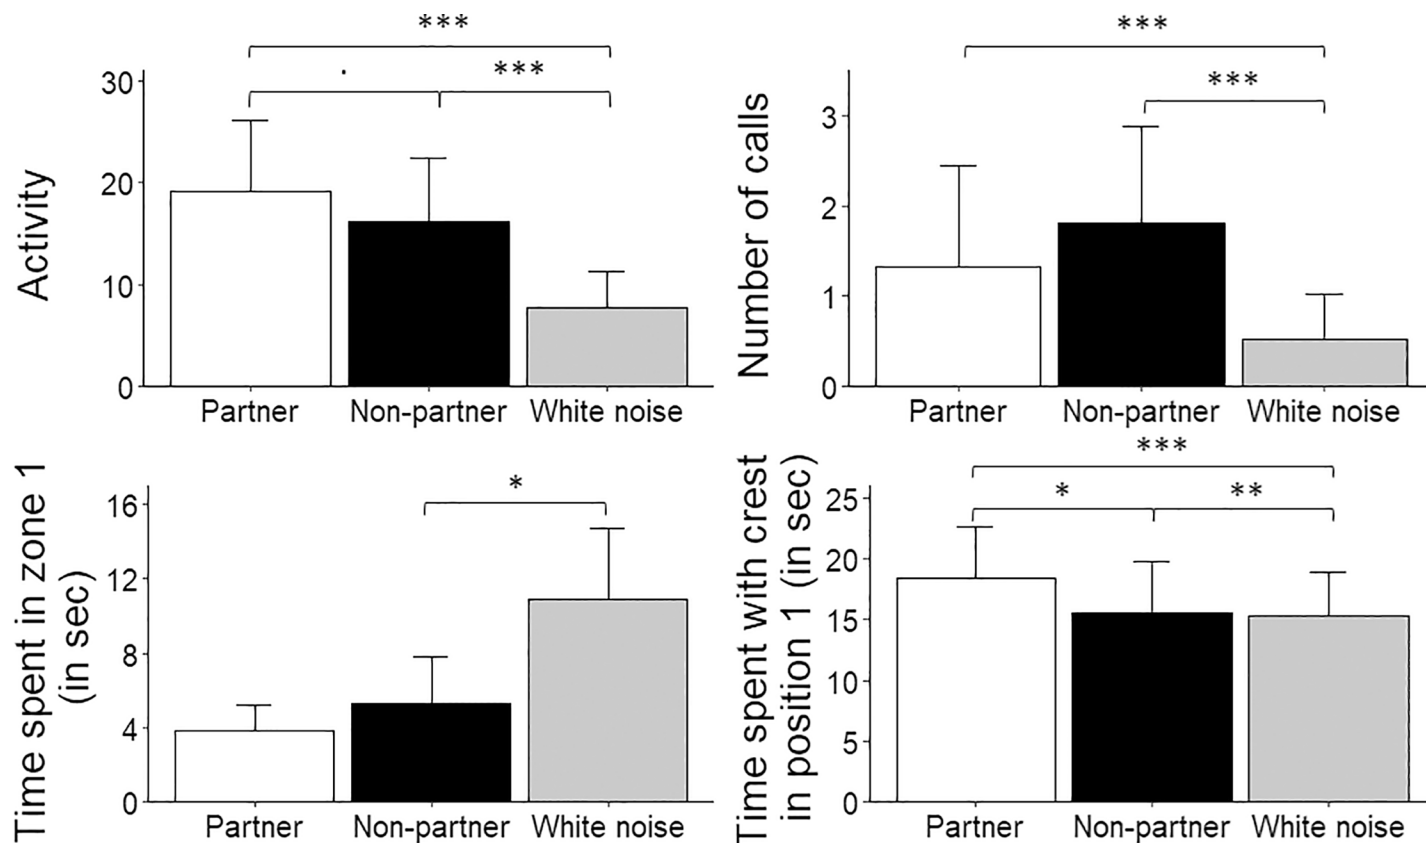 ***
. ***
30
20
10
0
Activity
Partner Non-partner White noise
***
***
3
2
1
0
Number of calls
Partner Non-partner White noise
*
16
12
8
4
0
Time spent in zone 1
(in sec)
Partner Non-partner White noise
***
* **
25
20
15
10
5
0
Time spent with crest
in position 1 (in sec)
Partner Non-partner White noise